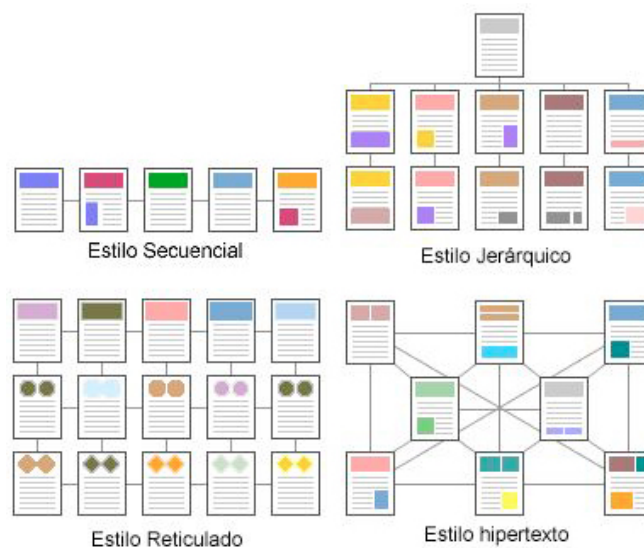 Estilo Secuencial
Estilo Jerárquico
Estilo Reticulado
Estilo hipertexto